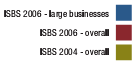 ISBS 2006 - large businesses
ISBS 2006 - overall
ISBS 2004 - overall